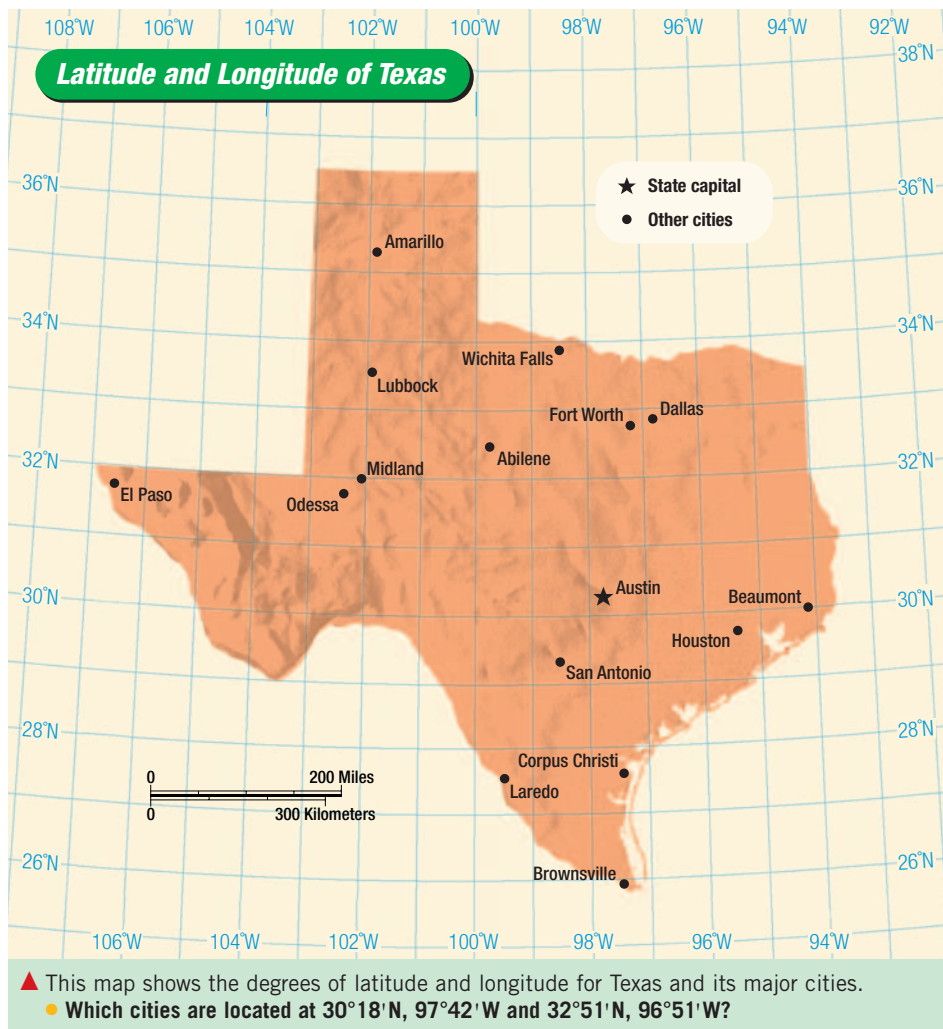 108°W 106°W 104°W 102°W 100°W 98°W 96°W 94°W 92°W
38°N
Latitude and Longitude of Texas
36°N
36°N
State capital
Other cities
Amarillo
34°N
34°N
Wichita Falls
Lubbock
Fort Worth
Dallas
32°N
32°N
Abilene
Midland
El Paso
Odessa
30°N
30°N
Austin
Beaumont
Houston
San Antonio
28°N
28°N
Corpus Christi
Laredo
0 200 Miles
0 300 Kilometers
26°N
26°N
Brownsville
106°W 104°W 102°W 100°W 98°W 96°W 94°W
This map shows the degrees of latitude and longitude for Texas and its major cities.
Which cities are located at 30°18'N, 97°42'W and 32°51'N, 96°51'W?